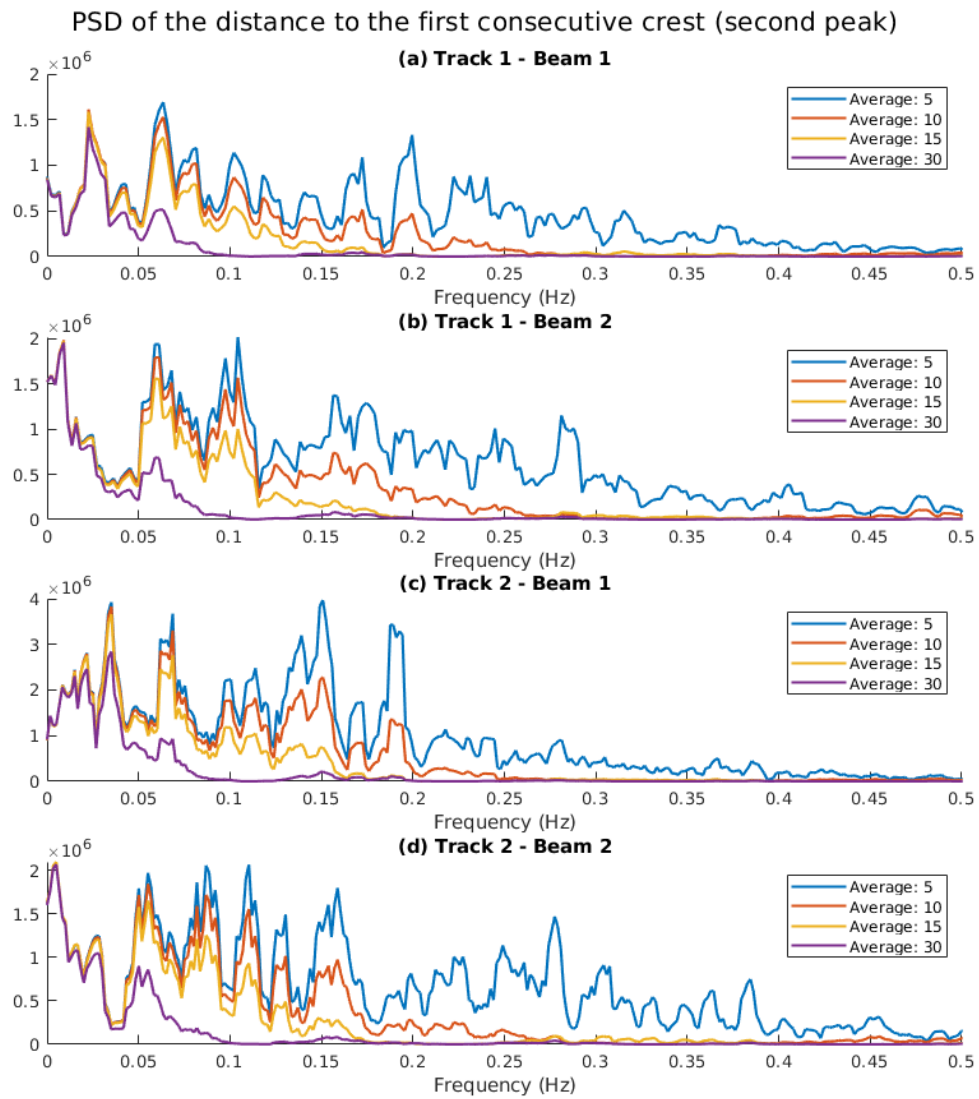 PSD of the distance to the first consecutive crest (second peak)
(a) Track 1 - Beam 1
×10⁶
2
1.5
1
0.5
0
0 0.05 0.1 0.15 0.2 0.25 0.3 0.35 0.4 0.45 0.5
Frequency (Hz)
Average: 5
Average: 10
Average: 15
Average: 30
(b) Track 1 - Beam 2
×10⁶
2
1.5
1
0.5
0
0 0.05 0.1 0.15 0.2 0.25 0.3 0.35 0.4 0.45 0.5
Frequency (Hz)
Average: 5
Average: 10
Average: 15
Average: 30
(c) Track 2 - Beam 1
×10⁶
4
3
2
1
0
0 0.05 0.1 0.15 0.2 0.25 0.3 0.35 0.4 0.45 0.5
Frequency (Hz)
Average: 5
Average: 10
Average: 15
Average: 30
(d) Track 2 - Beam 2
×10⁶
2
1.5
1
0.5
0
0 0.05 0.1 0.15 0.2 0.25 0.3 0.35 0.4 0.45 0.5
Frequency (Hz)
Average: 5
Average: 10
Average: 15
Average: 30